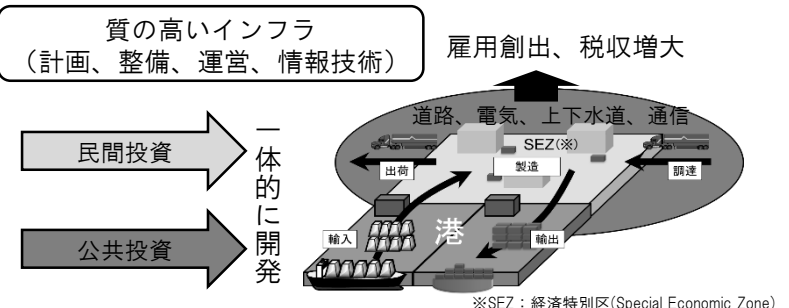 質の高いインフラ
（計画、整備、運営、情報技術）
雇用創出、税収増大
道路、電気、上下水道、通信
SEZ(※)
民間投資
一体的に開発
出荷
製造
調達
公共投資
輸入
港
輸出
※SEZ：経済特別区(Special Economic Zone)